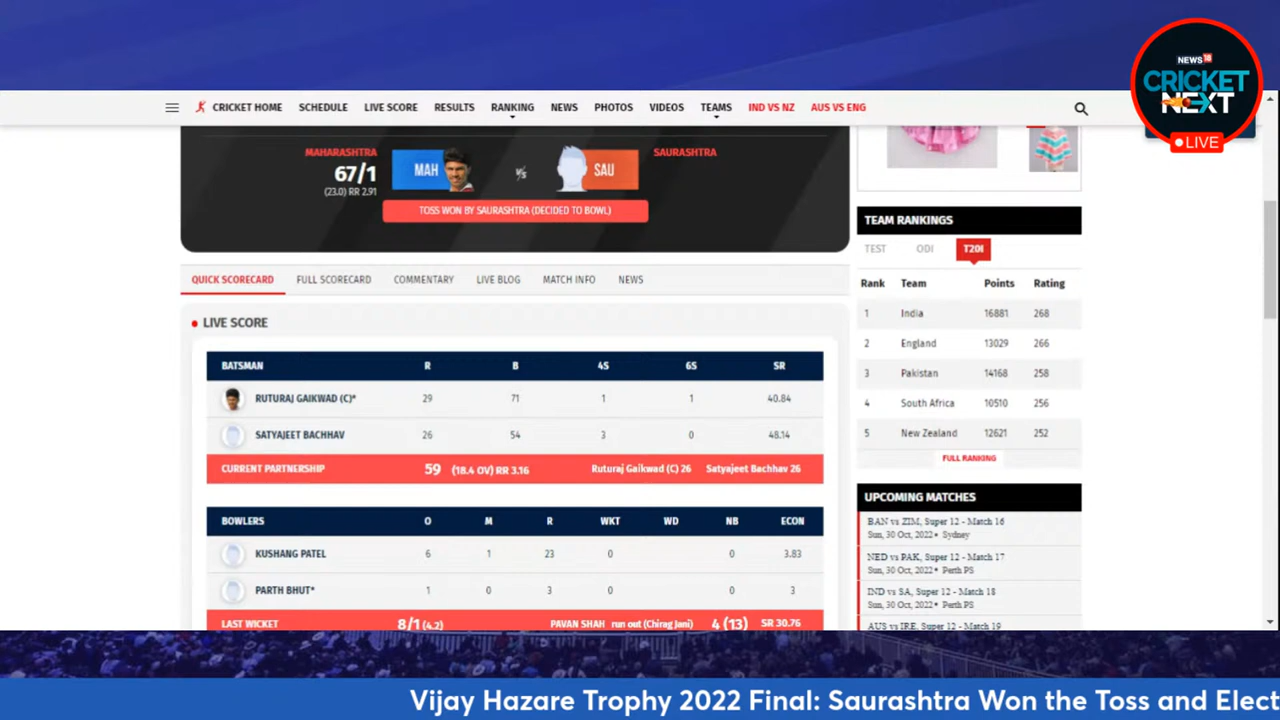 NEWS18
CRICKET
NEXT
LIVE
CRICKET HOME SCHEDULE LIVE SCORE RESULTS RANKING NEWS PHOTOS VIDEOS TEAMS IND VS NZ AUS VS ENG
MAHARASHTRA
67/1
(23.0) RR 2.91
MAH
V/S
SAU
SAURASHTRA
TOSS WON BY SAURASHTRA (DECIDED TO BOWL)
QUICK SCORECARD FULL SCORECARD COMMENTARY LIVE BLOG MATCH INFO NEWS
LIVE SCORE
BATSMAN R B 4S 6S SR
RUTURAJ GAIKWAD (C)* 29 71 1 1 40.84
SATYAJEET BACHHAV 26 54 3 0 48.14
CURRENT PARTNERSHIP 59 (18.4 OV) RR 3.16 Ruturaj Gaikwad (C) 26 Satyajeet Bachhav 26
BOWLERS O M R WKT WD NB ECON
KUSHANG PATEL 6 1 23 0 0 3.83
PARTH BHUT* 1 0 3 0 0 3
LAST WICKET 8/1 (4.2) PAVAN SHAH run out (Chirag Jani) 4 (13) SR 30.76
TEAM RANKINGS
TEST ODI T20I
Rank Team Points Rating
1 India 16881 268
2 England 13029 266
3 Pakistan 14168 258
4 South Africa 10510 256
5 New Zealand 12621 252
FULL RANKING
UPCOMING MATCHES
BAN vs ZIM, Super 12 - Match 16
Sun, 30 Oct, 2022• Sydney
NED vs PAK, Super 12 - Match 17
Sun, 30 Oct, 2022• Perth PS
IND vs SA, Super 12 - Match 18
Sun, 30 Oct, 2022• Perth PS
AUS vs IRE, Super 12 - Match 19
Vijay Hazare Trophy 2022 Final: Saurashtra Won the Toss and Elect